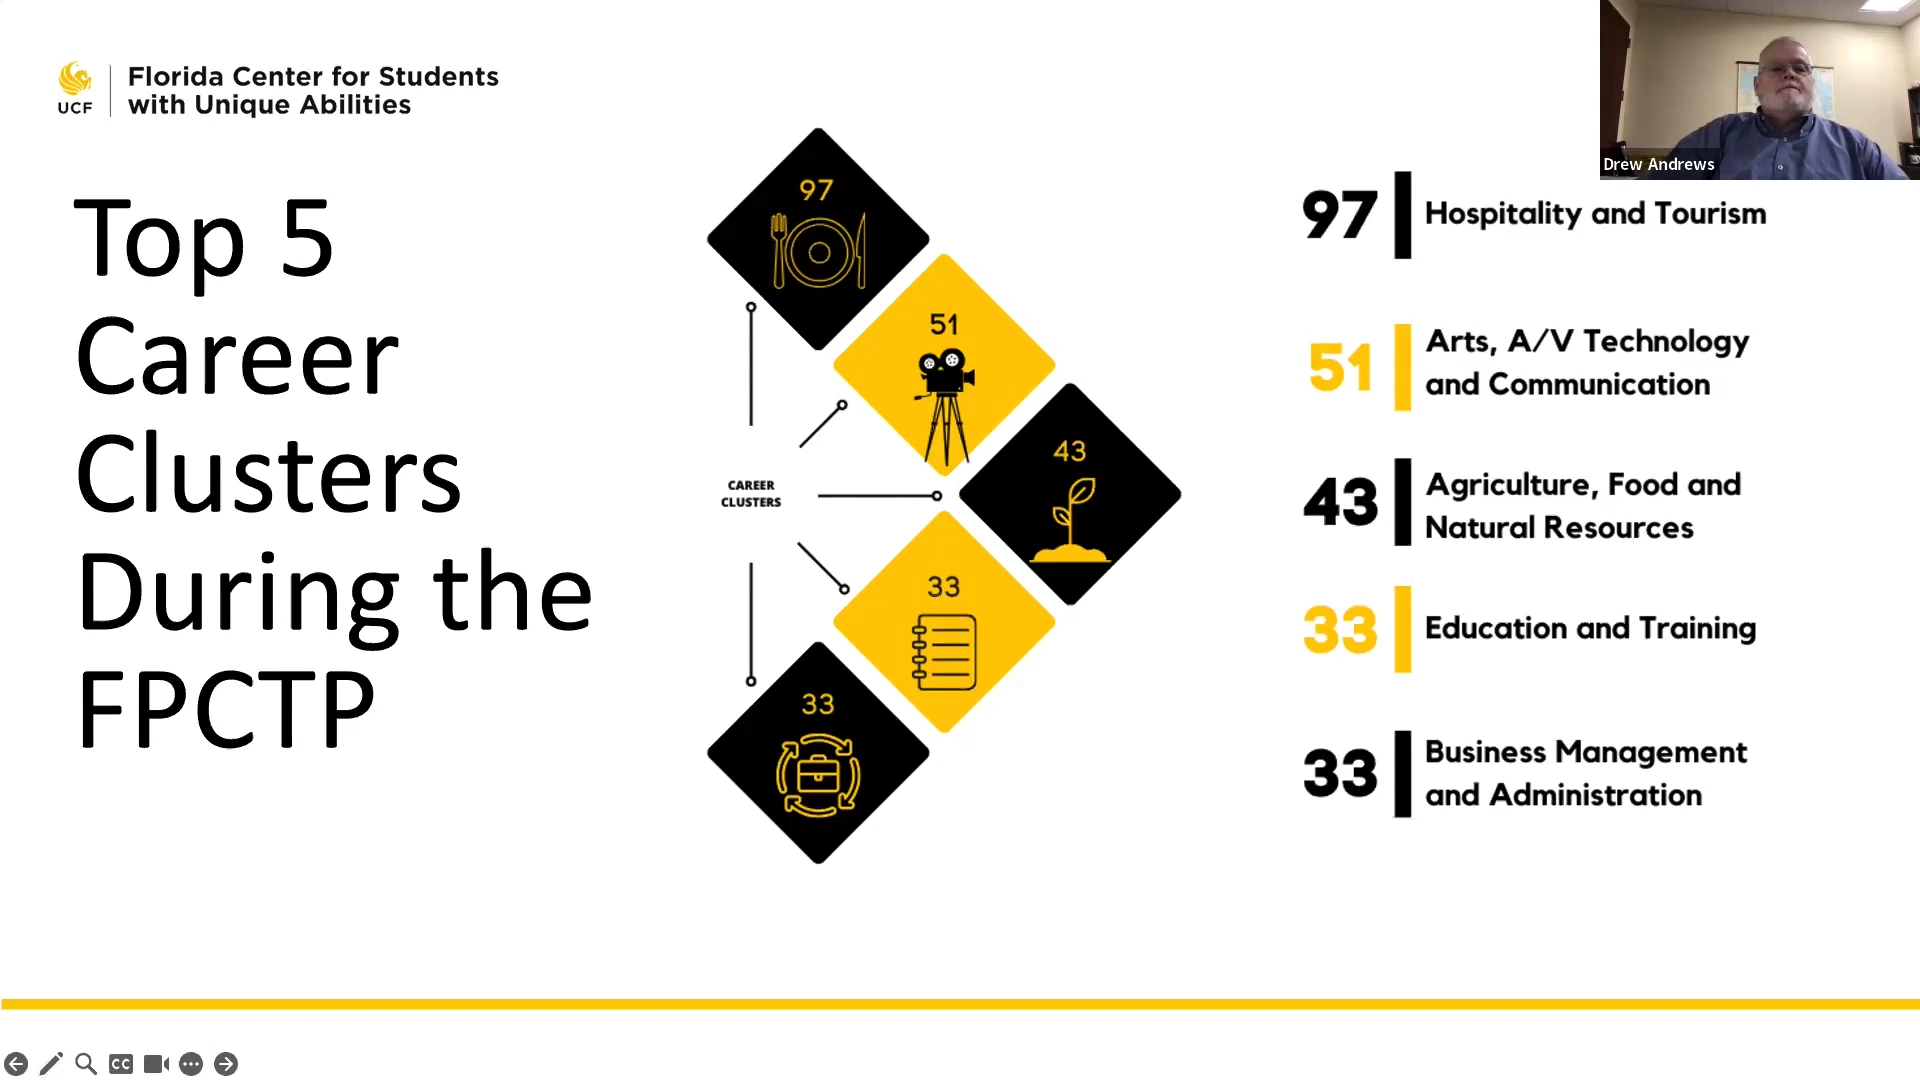 UCF
Florida Center for Students
with Unique Abilities
Drew Andrews
Top 5
Career
Clusters
During the
FPCTP
97
51
43
33
33
CAREER
CLUSTERS
97
Hospitality and Tourism
51
Arts, A/V Technology
and Communication
43
Agriculture, Food and
Natural Resources
33
Education and Training
33
Business Management
and Administration
CC